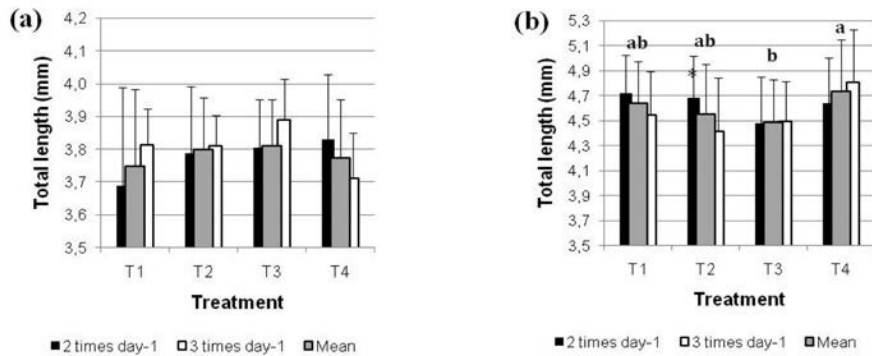 (a)
Total length (mm)
4,2
4,1
4,0
3,9
3,8
3,7
3,6
3,5
T1 T2 T3 T4
Treatment
2 times day-1 3 times day-1 Mean
(b)
Total length (mm)
5,3
5,1
4,9
4,7
4,5
4,3
4,1
3,9
3,7
3,5
ab ab b a
*
T1 T2 T3 T4
Treatment
2 times day-1 3 times day-1 Mean